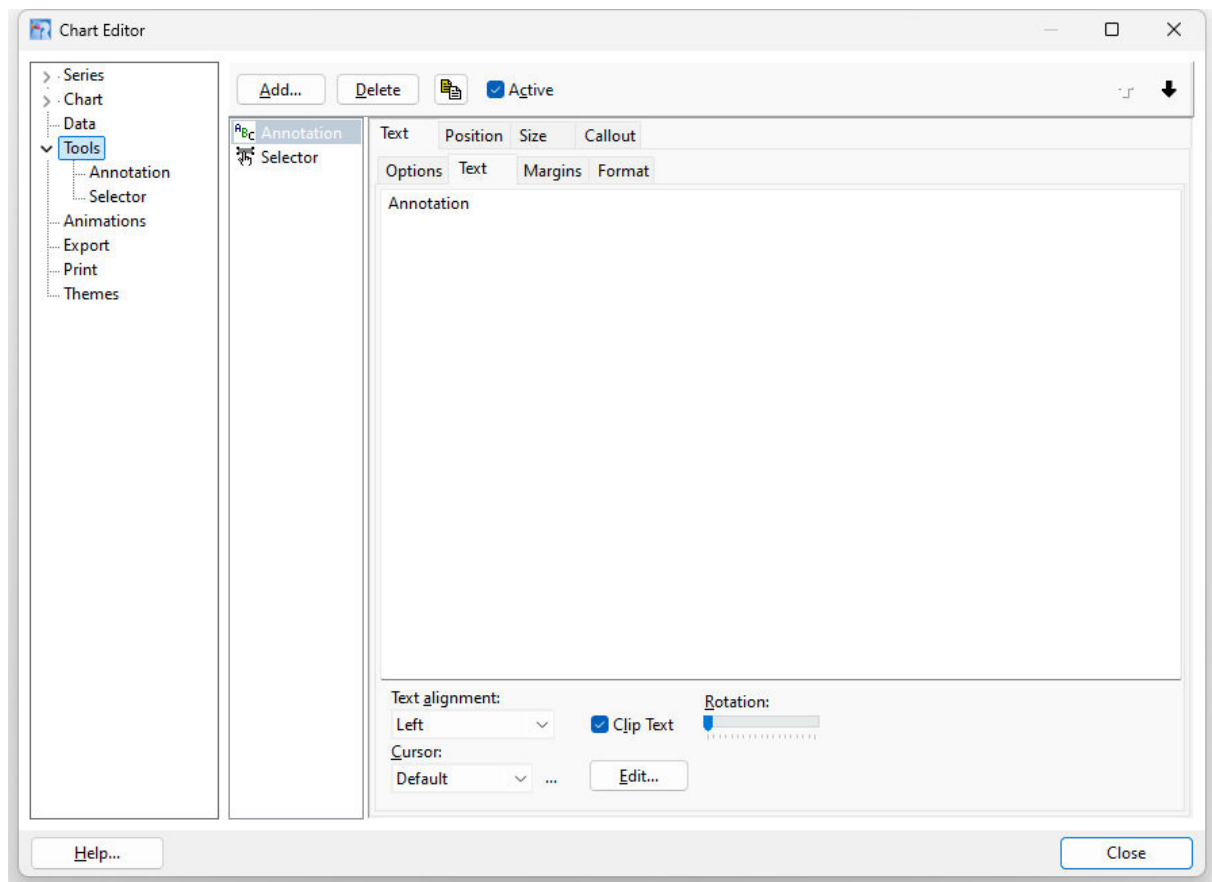 Chart Editor
Series
Chart
Data
Tools
Annotation
Selector
Animations
Export
Print
Themes
Add... Delete Active
ABC Annotation
Selector
Text Position Size Callout
Options Text Margins Format
Annotation
Text alignment:
Left
Clip Text
Rotation:
Cursor:
Default ... Edit...
Help... Close